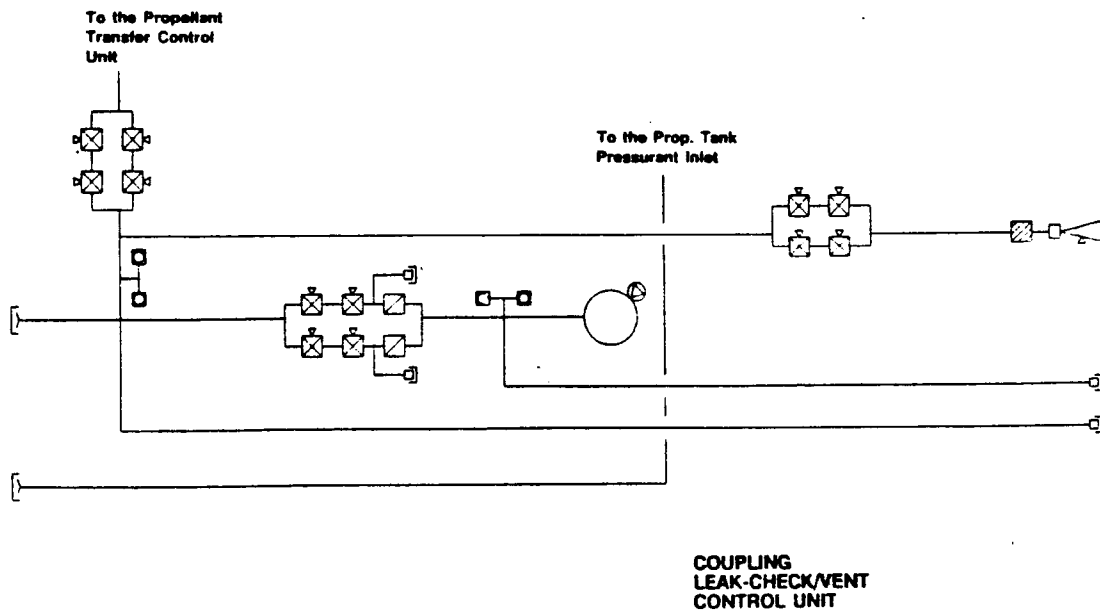 To the Propellant
Transfer Control
Unit
To the Prop. Tank
Pressurant Inlet
COUPLING
LEAK-CHECK/VENT
CONTROL UNIT